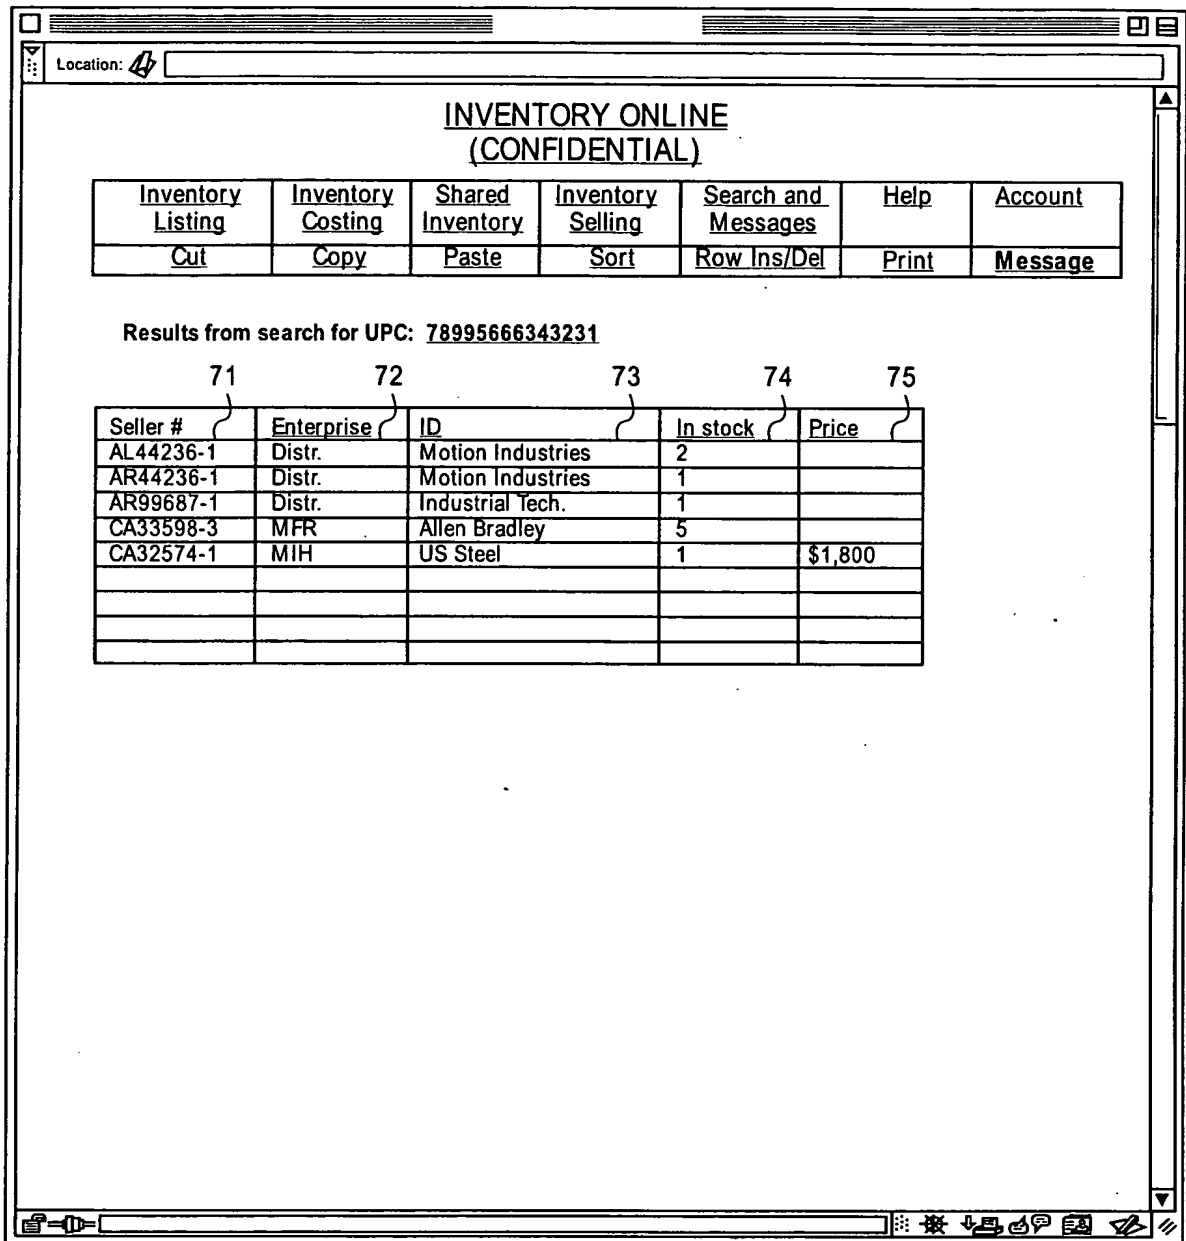 Location:
INVENTORY ONLINE
(CONFIDENTIAL)
Inventory Listing Inventory Costing Shared Inventory Inventory Selling Search and Messages Help Account
Cut Copy Paste Sort Row Ins/Del Print Message
Results from search for UPC: 78995666343231
71 72 73 74 75
Seller # Enterprise ID In stock Price
AL44236-1 Distr. Motion Industries 2
AR44236-1 Distr. Motion Industries 1
AR99687-1 Distr. Industrial Tech. 1
CA33598-3 MFR Allen Bradley 5
CA32574-1 MIH US Steel 1 $1,800